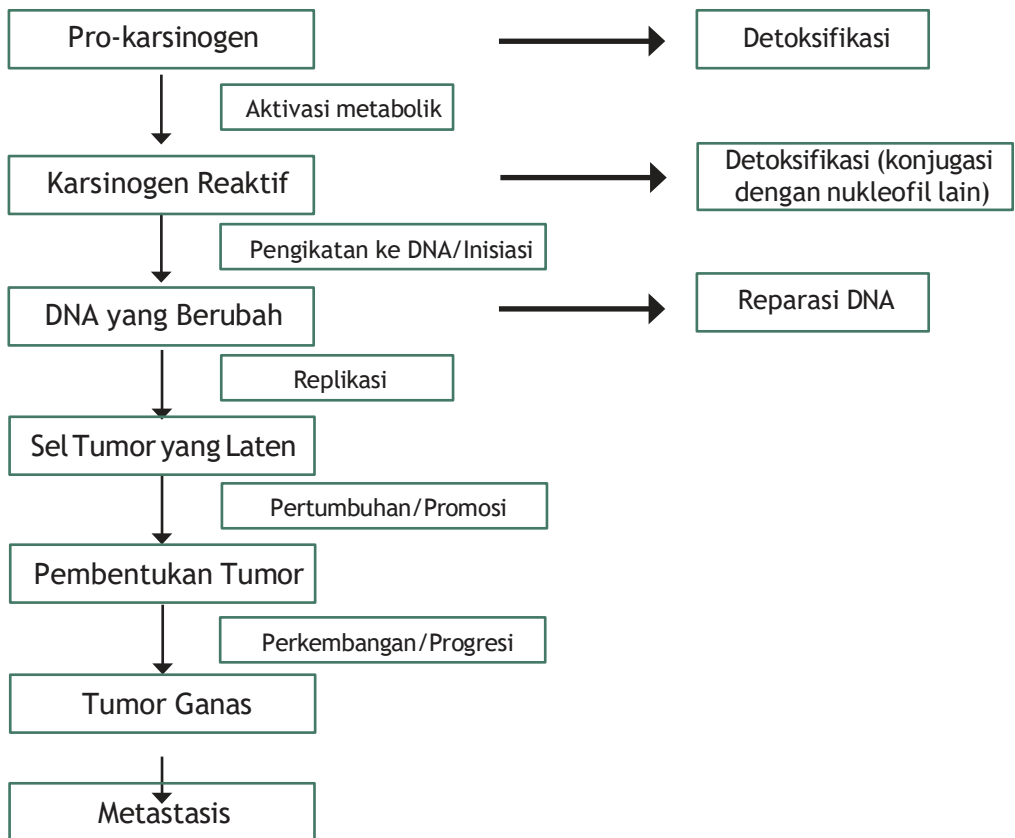 Pro-karsinogen
Detoksifikasi
Aktivasi metabolik
Karsinogen Reaktif
Detoksifikasi (konjugasi
dengan nukleofil lain)
Pengikatan ke DNA/Inisiasi
DNA yang Berubah
Reparasi DNA
Replikasi
Sel Tumor yang Laten
Pertumbuhan/Promosi
Pembentukan Tumor
Perkembangan/Progresi
Tumor Ganas
Metastasis